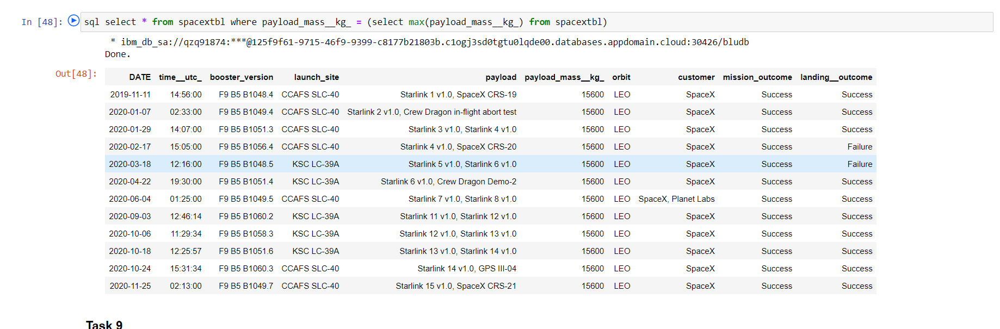 In [48]: sql select * from spacextbl where payload_mass__kg_ = (select max(payload_mass__kg_) from spacextbl)
* ibm_db_sa://qzq91874:***@125f9f61-9715-46f9-9399-c8177b21803b.c1ogj3sd0tgtu0lqde00.databases.appdomain.cloud:30426/bludb
Done.
Out[48]:
DATE time__utc_ booster_version launch_site payload payload_mass__kg_ orbit customer mission_outcome landing__outcome
2019-11-11 14:56:00 F9 B5 B1048.4 CCAFS SLC-40 Starlink 1 v1.0, SpaceX CRS-19 15600 LEO SpaceX Success Success
2020-01-07 02:33:00 F9 B5 B1049.4 CCAFS SLC-40 Starlink 2 v1.0, Crew Dragon in-flight abort test 15600 LEO SpaceX Success Success
2020-01-29 14:07:00 F9 B5 B1051.3 CCAFS SLC-40 Starlink 3 v1.0, Starlink 4 v1.0 15600 LEO SpaceX Success Success
2020-02-17 15:05:00 F9 B5 B1056.4 CCAFS SLC-40 Starlink 4 v1.0, SpaceX CRS-20 15600 LEO SpaceX Success Failure
2020-03-18 12:16:00 F9 B5 B1048.5 KSC LC-39A Starlink 5 v1.0, Starlink 6 v1.0 15600 LEO SpaceX Success Failure
2020-04-22 19:30:00 F9 B5 B1051.4 KSC LC-39A Starlink 6 v1.0, Crew Dragon Demo-2 15600 LEO SpaceX Success Success
2020-06-04 01:25:00 F9 B5 B1049.5 CCAFS SLC-40 Starlink 7 v1.0, Starlink 8 v1.0 15600 LEO SpaceX, Planet Labs Success Success
2020-09-03 12:46:14 F9 B5 B1060.2 KSC LC-39A Starlink 11 v1.0, Starlink 12 v1.0 15600 LEO SpaceX Success Success
2020-10-06 11:29:34 F9 B5 B1058.3 KSC LC-39A Starlink 12 v1.0, Starlink 13 v1.0 15600 LEO SpaceX Success Success
2020-10-18 12:25:57 F9 B5 B1051.6 KSC LC-39A Starlink 13 v1.0, Starlink 14 v1.0 15600 LEO SpaceX Success Success
2020-10-24 15:31:34 F9 B5 B1060.3 CCAFS SLC-40 Starlink 14 v1.0, GPS III-04 15600 LEO SpaceX Success Success
2020-11-25 02:13:00 F9 B5 B1049.7 CCAFS SLC-40 Starlink 15 v1.0, SpaceX CRS-21 15600 LEO SpaceX Success Success
Task 9